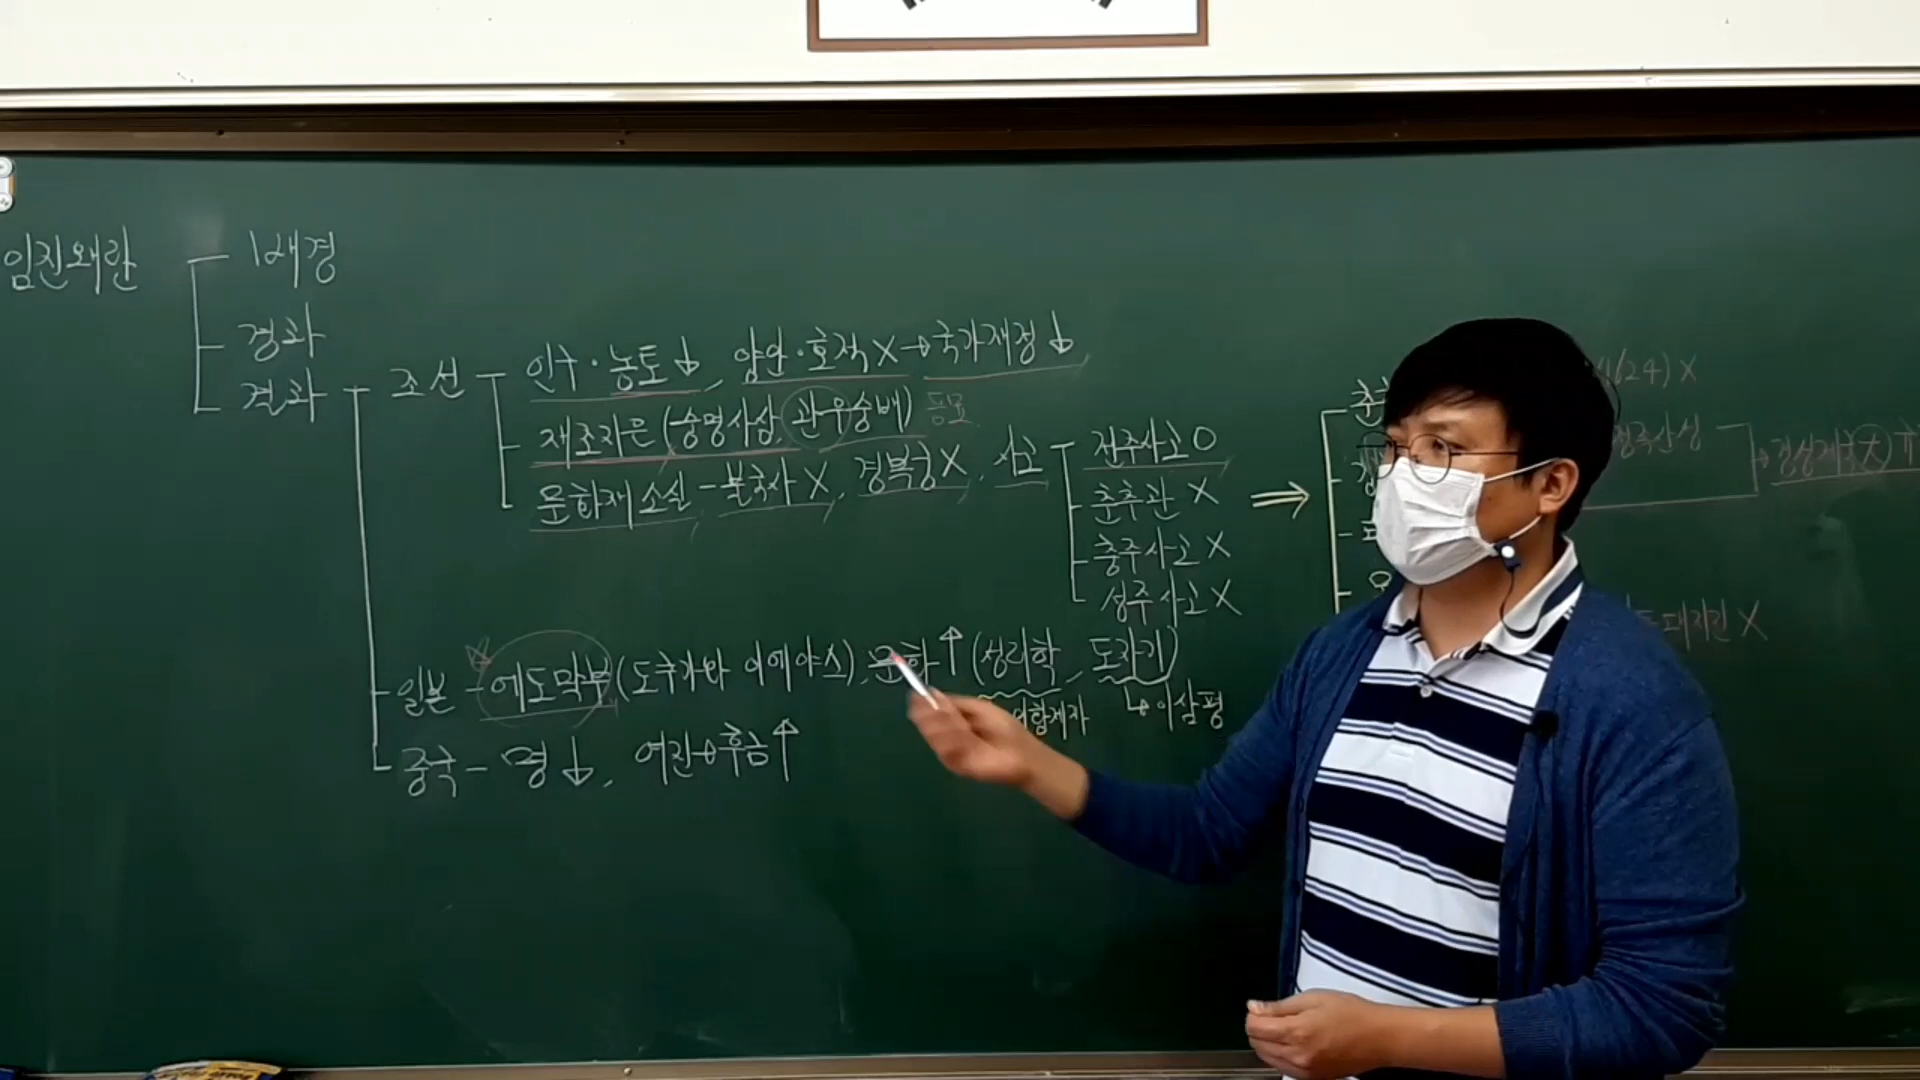 임진왜란
배경
경과
결과
조선
인구·농토↓, 양안·호적X→국가재정↓
재조지은(숭명사상, 관우숭배) 동묘
문화재 소실 - 불국사X, 경복궁X, 사고
전주사고O
춘추관X
충주사고X
성주사고X
⇒
춘
(1/24)X
일본 - 에도막부(도쿠가와 이에야스), 문화↑(성리학, 도자기)
↳이삼평
중국 - 명↓, 여진→후금↑